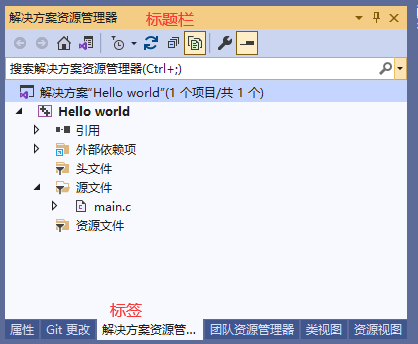 解决方案资源管理器
标题栏
搜索解决方案资源管理器(Ctrl+;)
解决方案"Hello world"(1 个项目/共 1 个)
Hello world
引用
外部依赖项
头文件
源文件
main.c
资源文件
标签
属性 Git 更改 解决方案资源管... 团队资源管理器 类视图 资源视图